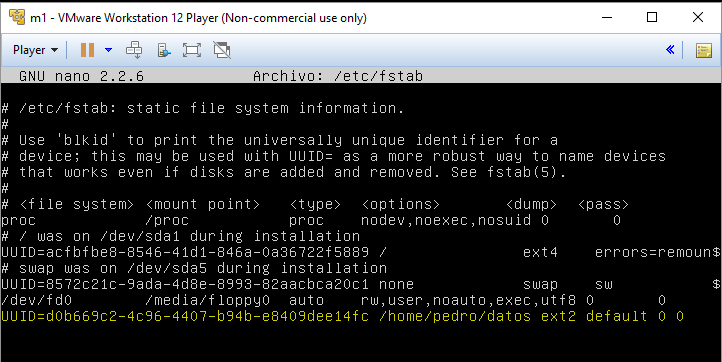 m1 - VMware Workstation 12 Player (Non-commercial use only)
Player
GNU nano 2.2.6 Archivo: /etc/fstab
# /etc/fstab: static file system information.
#
# Use 'blkid' to print the universally unique identifier for a
# device; this may be used with UUID= as a more robust way to name devices
# that works even if disks are added and removed. See fstab(5).
#
# <file system> <mount point> <type> <options> <dump> <pass>
proc /proc proc nodev,noexec,nosuid 0 0
# / was on /dev/sda1 during installation
UUID=acfbfbe8-8546-41d1-846a-0a36722f5889 / ext4 errors=remoun$
# swap was on /dev/sda5 during installation
UUID=8572c21c-9ada-4d8e-8993-82aacbca20c1 none swap sw $
/dev/fd0 /media/floppy0 auto rw,user,noauto,exec,utf8 0 0
UUID=d0b669c2-4c96-4407-b94b-e8409dee14fc /home/pedro/datos ext2 default 0 0